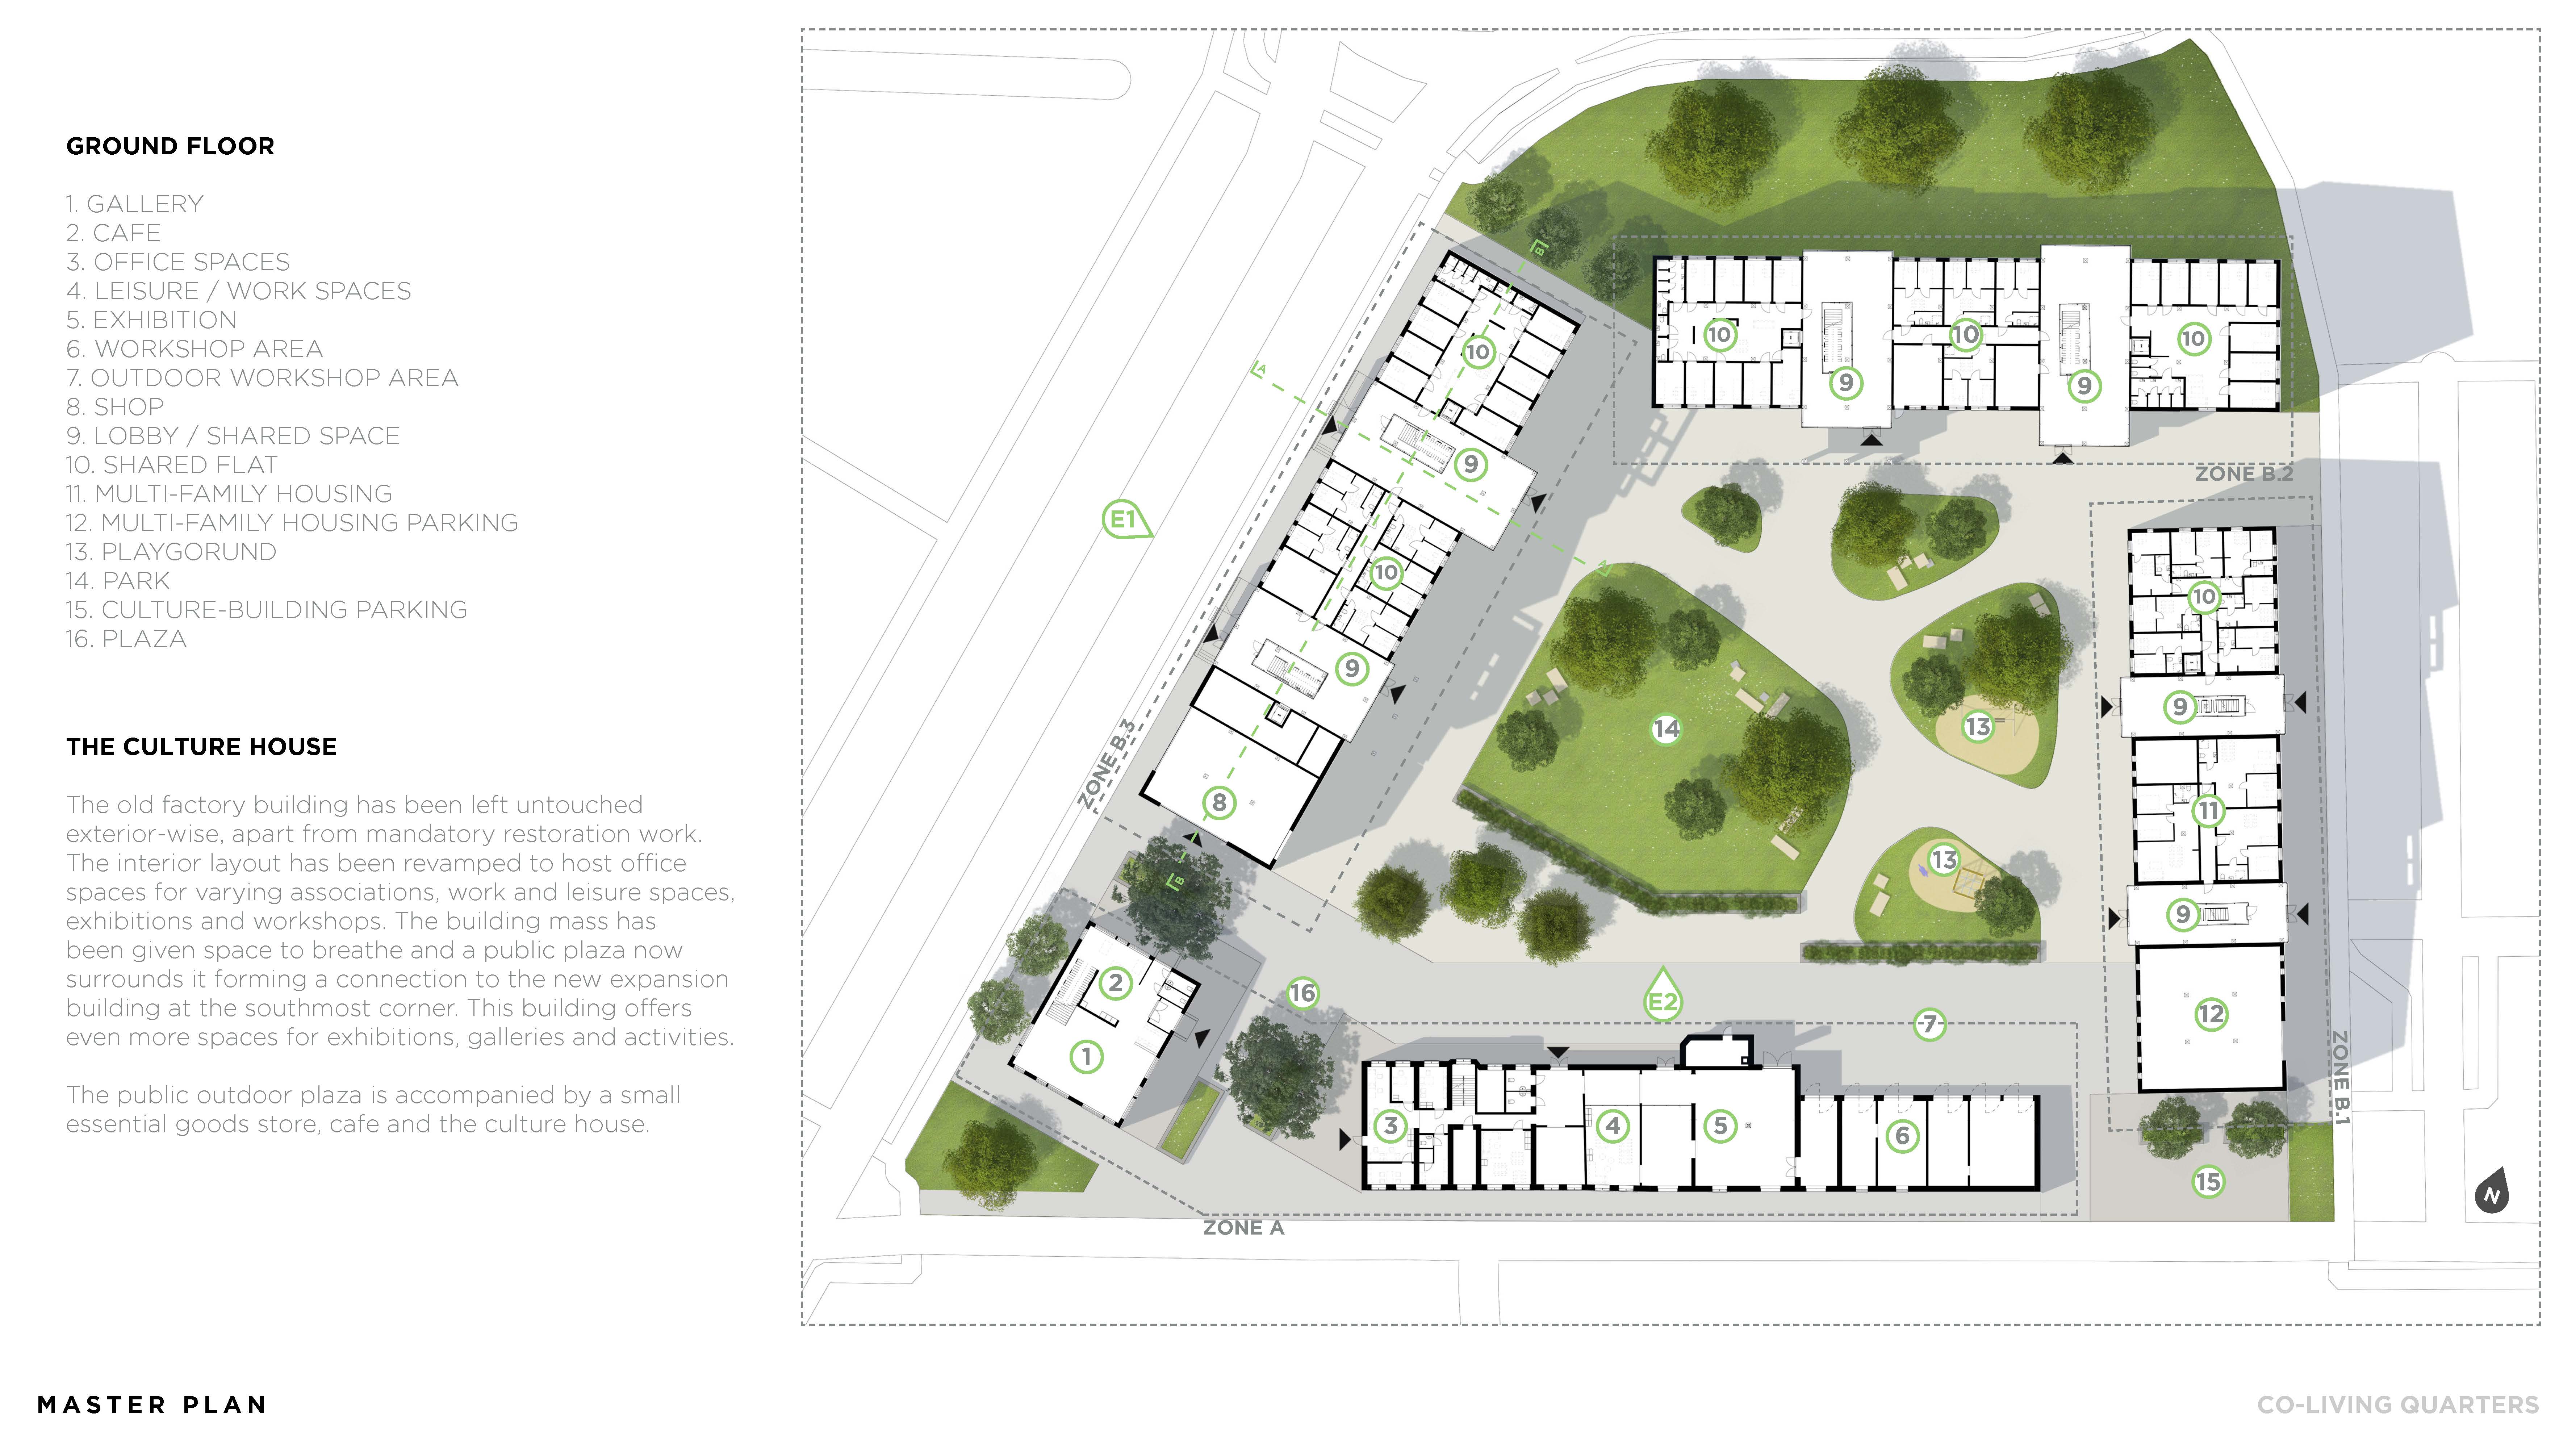 GROUND FLOOR
1. GALLERY
2. CAFE
3. OFFICE SPACES
4. LEISURE / WORK SPACES
5. EXHIBITION
6. WORKSHOP AREA
7. OUTDOOR WORKSHOP AREA
8. SHOP
9. LOBBY / SHARED SPACE
10. SHARED FLAT
11. MULTI-FAMILY HOUSING
12. MULTI-FAMILY HOUSING PARKING
13. PLAYGORUND
14. PARK
15. CULTURE-BUILDING PARKING
16. PLAZA
THE CULTURE HOUSE
The old factory building has been left untouched
exterior-wise, apart from mandatory restoration work.
The interior layout has been revamped to host office
spaces for varying associations, work and leisure spaces,
exhibitions and workshops. The building mass has
been given space to breathe and a public plaza now
surrounds it forming a connection to the new expansion
building at the southmost corner. This building offers
even more spaces for exhibitions, galleries and activities.
The public outdoor plaza is accompanied by a small
essential goods store, cafe and the culture house.
B
10
10
10
10
9
9
ZONE B.2
A
9
E1
10
A
10
9
9
14
13
ZONE B.3
8
11
13
B
9
2
16
E2
7
12
1
ZONE B.1
3
4
5
6
15
N
ZONE A
MASTER PLAN
CO-LIVING QUARTERS